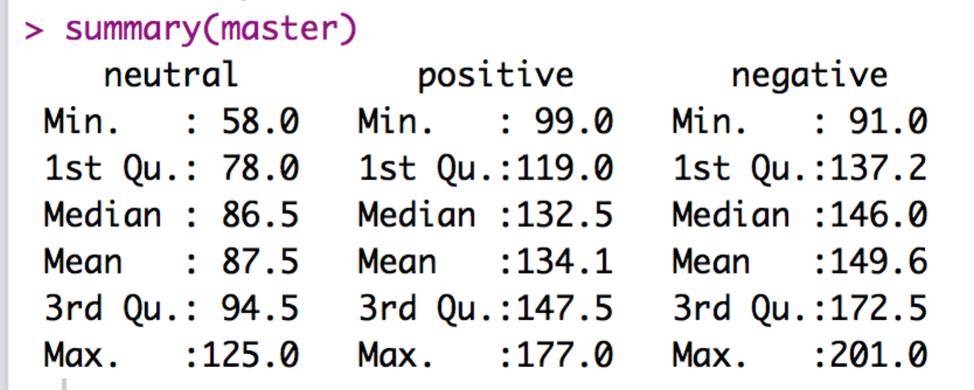 > summary(master)
    neutral         positive        negative
 Min.   : 58.0   Min.   : 99.0   Min.   : 91.0
 1st Qu.: 78.0   1st Qu.:119.0   1st Qu.:137.2
 Median : 86.5   Median :132.5   Median :146.0
 Mean   : 87.5   Mean   :134.1   Mean   :149.6
 3rd Qu.: 94.5   3rd Qu.:147.5   3rd Qu.:172.5
 Max.   :125.0   Max.   :177.0   Max.   :201.0